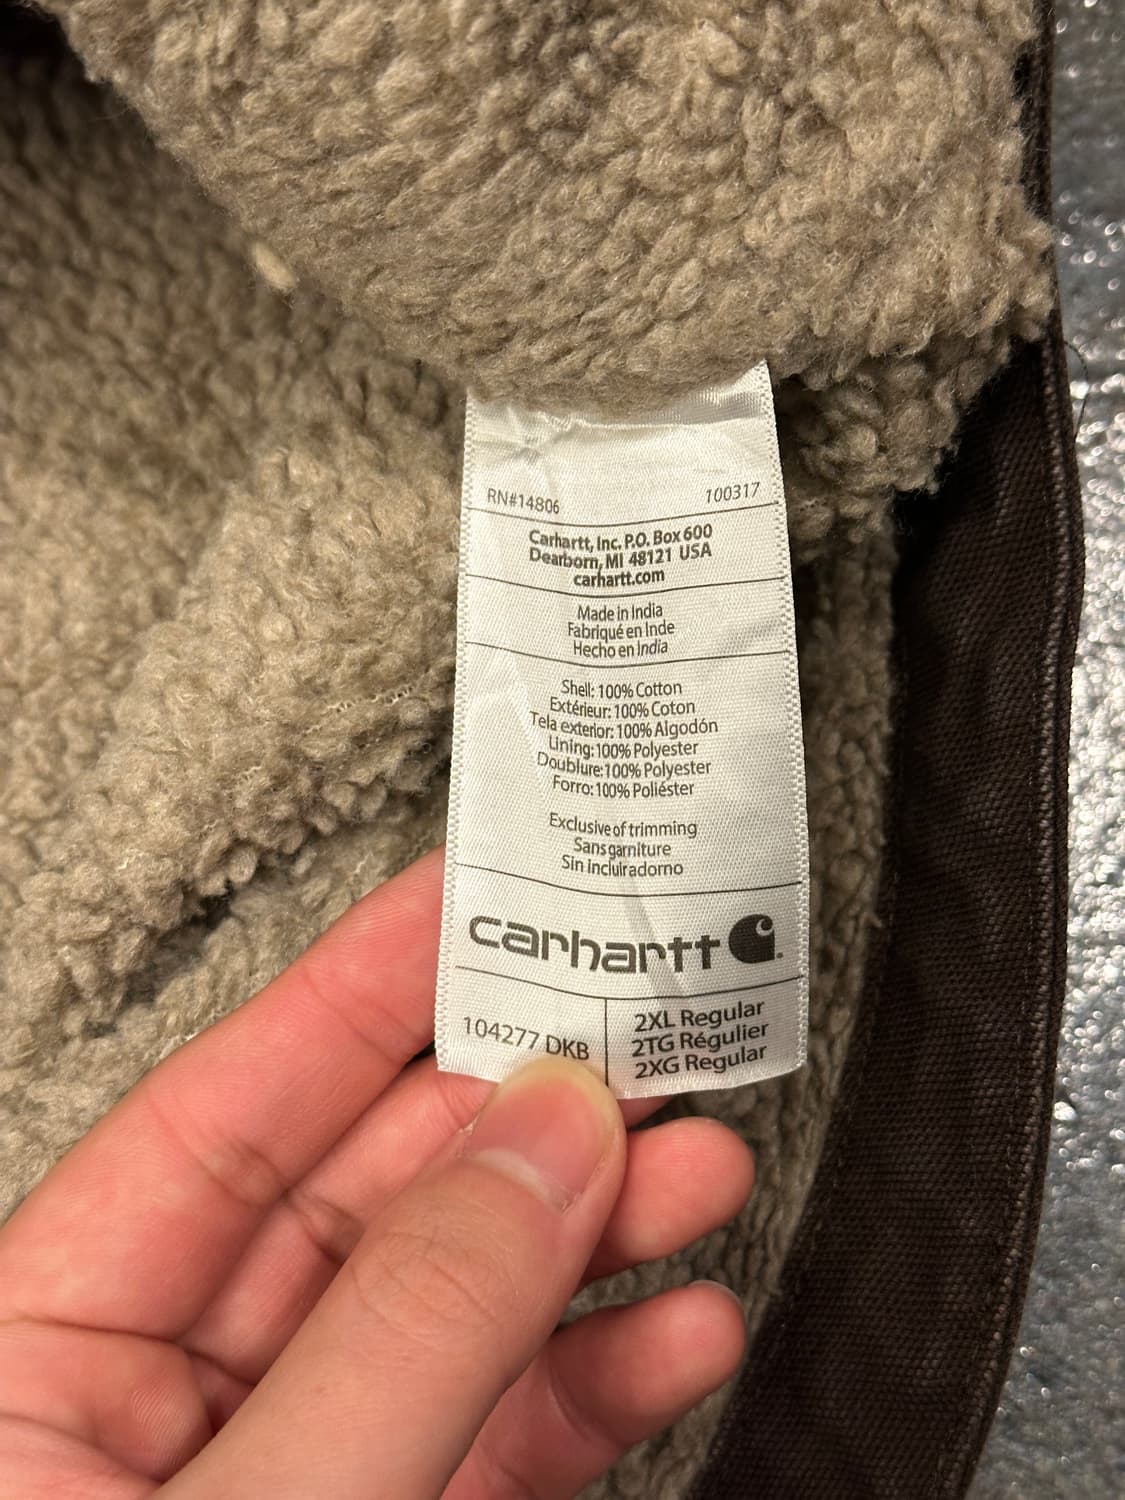 RN#14806 100317
Carhartt, Inc. P.O. Box 600
Dearborn, MI 48121 USA
carhartt.com
Made in India
Fabriqué en Inde
Hecho en India
Shell: 100% Cotton
Extérieur: 100% Coton
Tela exterior: 100% Algodón
Lining: 100% Polyester
Doublure: 100% Polyester
Forro: 100% Poliéster
Exclusive of trimming
Sans garniture
Sin incluir adorno
carhartt
104277 DKB
2XL Regular
2TG Régulier
2XG Regular